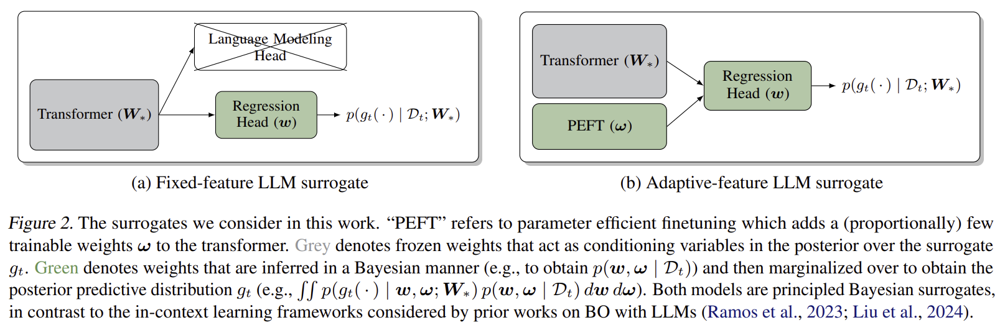 Language Modeling
Head
Transformer (W∗)
Regression
Head (w)
p(gt( · ) | Dt; W∗)
(a) Fixed-feature LLM surrogate
Transformer (W∗)
PEFT (ω)
Regression
Head (w)
p(gt( · ) | Dt; W∗)
(b) Adaptive-feature LLM surrogate
Figure 2. The surrogates we consider in this work. “PEFT” refers to parameter efficient finetuning which adds a (proportionally) few
trainable weights ω to the transformer. Grey denotes frozen weights that act as conditioning variables in the posterior over the surrogate
gt. Green denotes weights that are inferred in a Bayesian manner (e.g., to obtain p(w, ω | Dt)) and then marginalized over to obtain the
posterior predictive distribution gt (e.g., ∫∫ p(gt( · ) | w, ω; W∗) p(w, ω | Dt) dw dω). Both models are principled Bayesian surrogates,
in contrast to the in-context learning frameworks considered by prior works on BO with LLMs (Ramos et al., 2023; Liu et al., 2024).